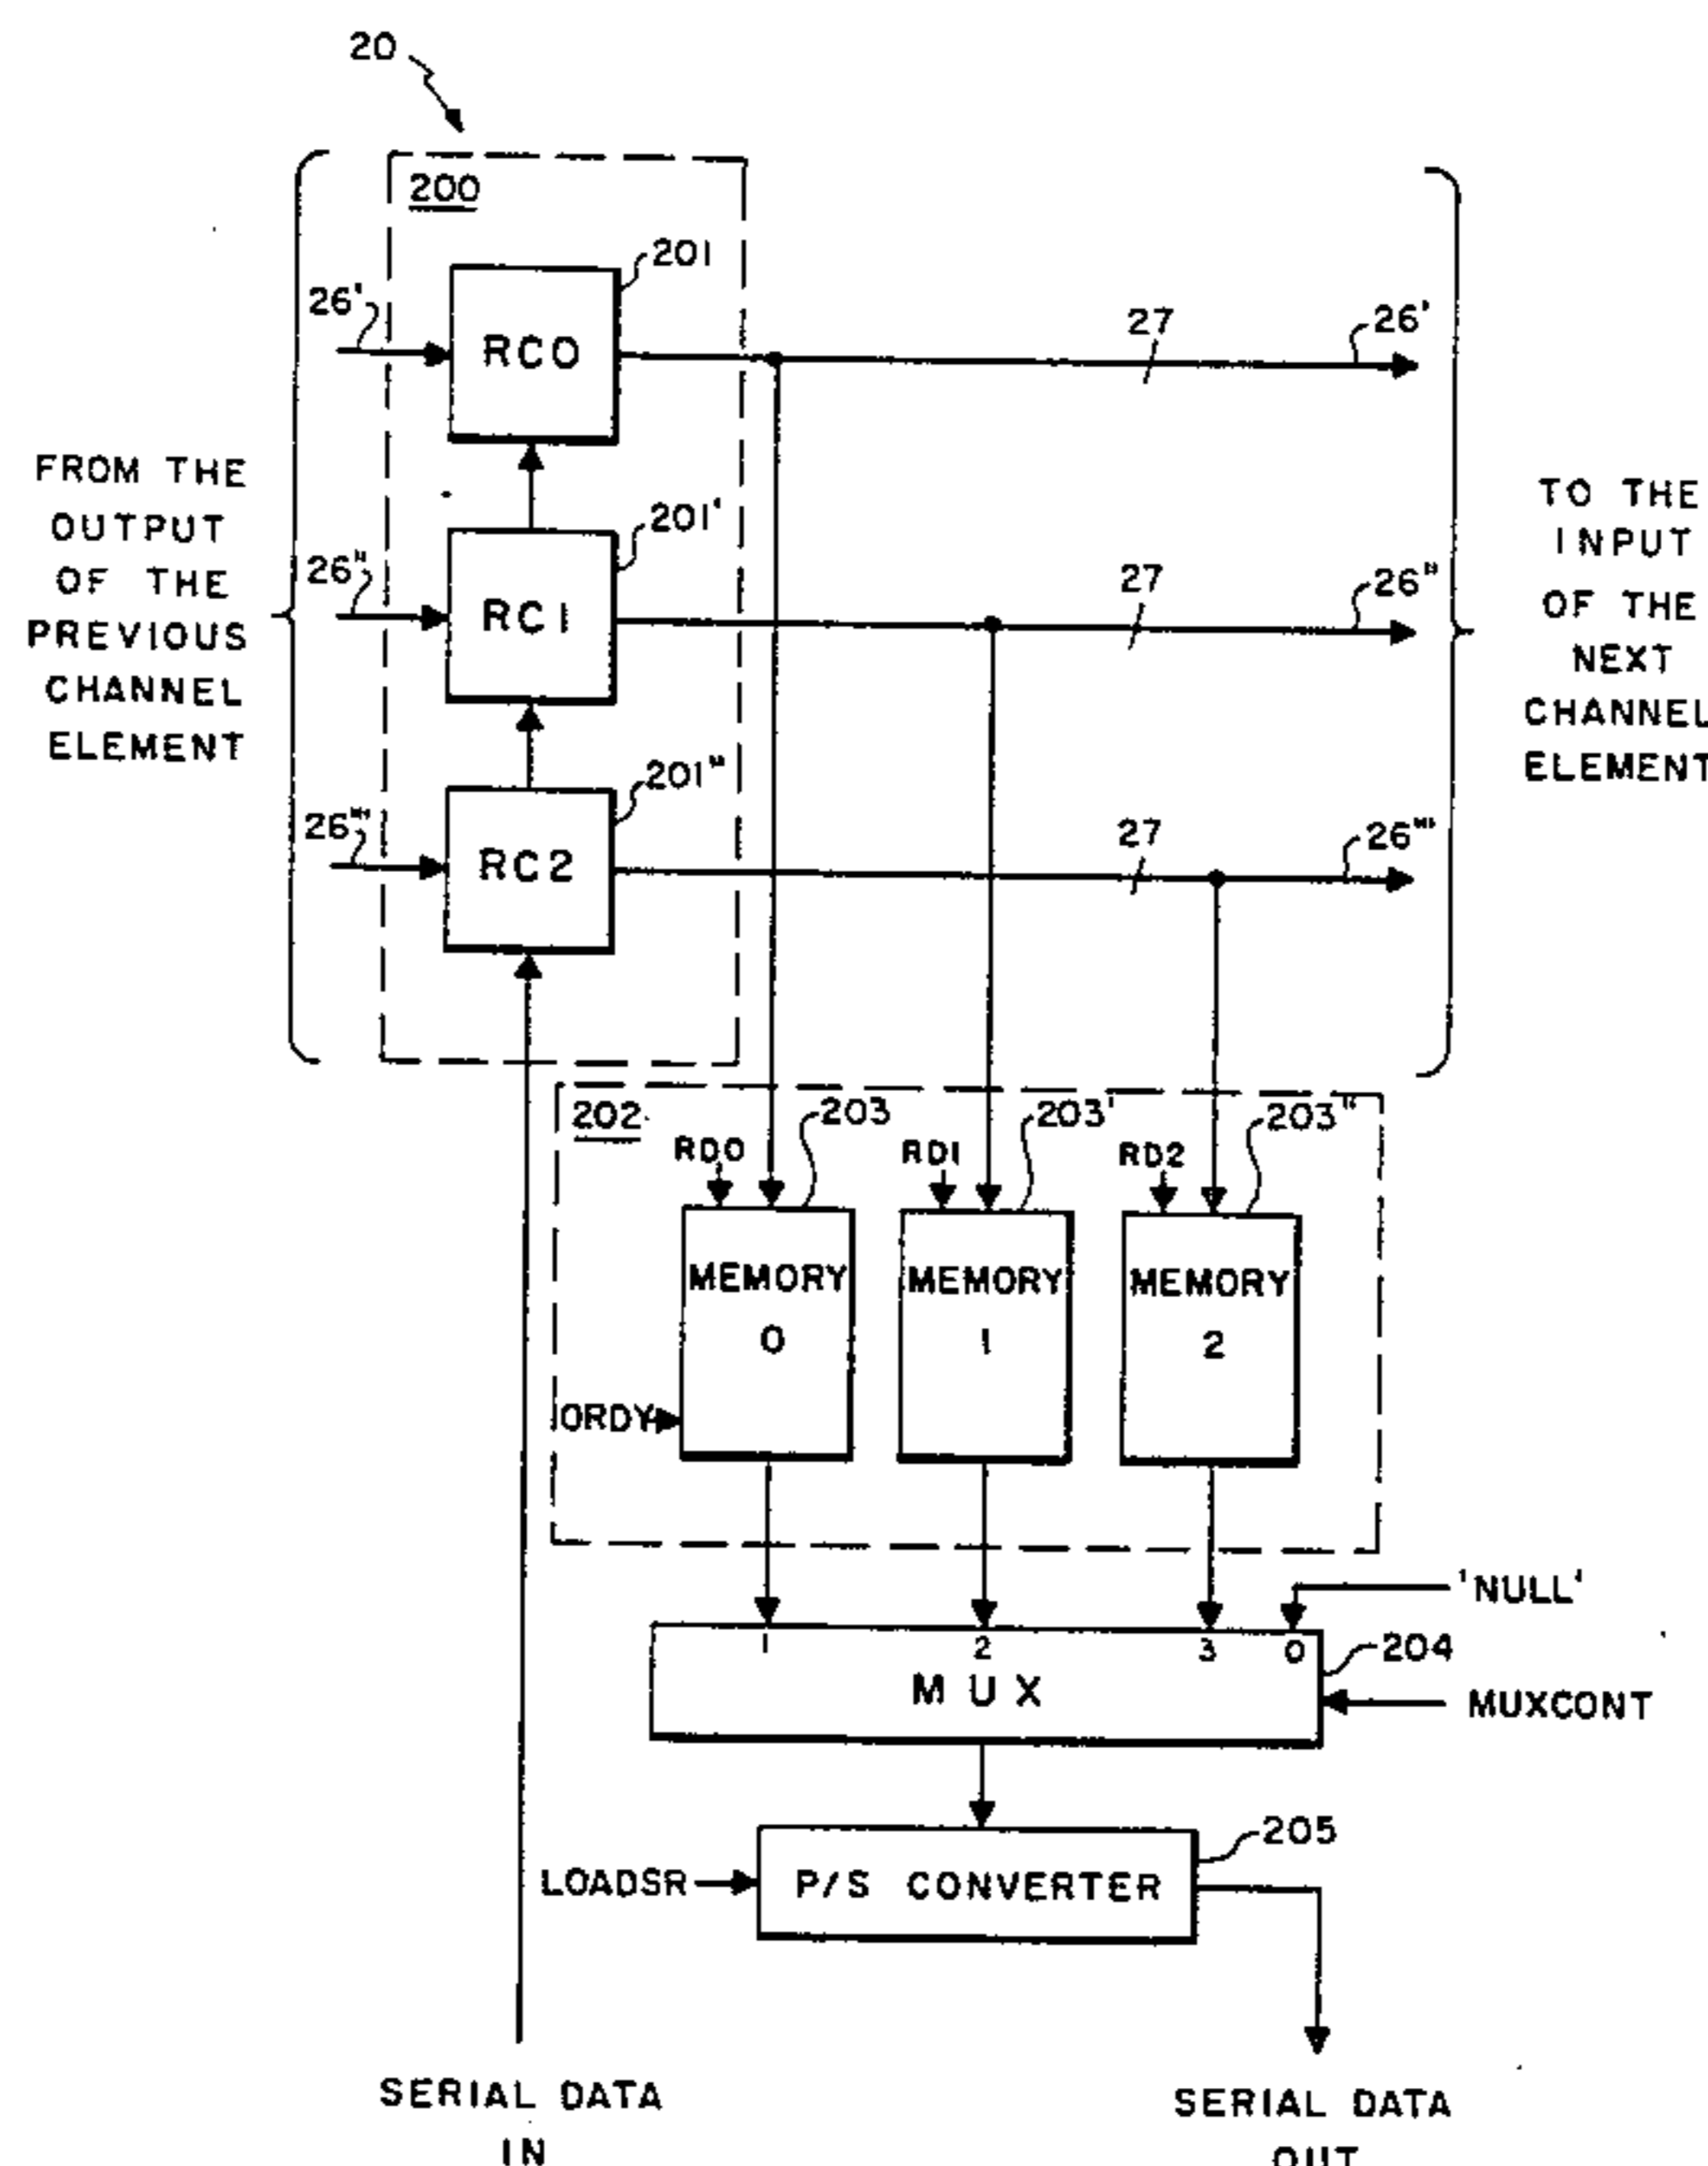 20
200
201
26'
RC0
27
26'
FROM THE
OUTPUT
OF THE
PREVIOUS
CHANNEL
ELEMENT
201'
26"
RC1
27
26"
TO THE
INPUT
OF THE
NEXT
CHANNEL
ELEMENT
201"
26"'
RC2
27
26"'
202
203
203'
203"
RD0
RD1
RD2
MEMORY
0
MEMORY
1
MEMORY
2
ORDY
'NULL'
1
2
3
0
204
MUX
MUXCONT
205
LOADSR
P/S CONVERTER
SERIAL DATA
IN
SERIAL DATA
OUT